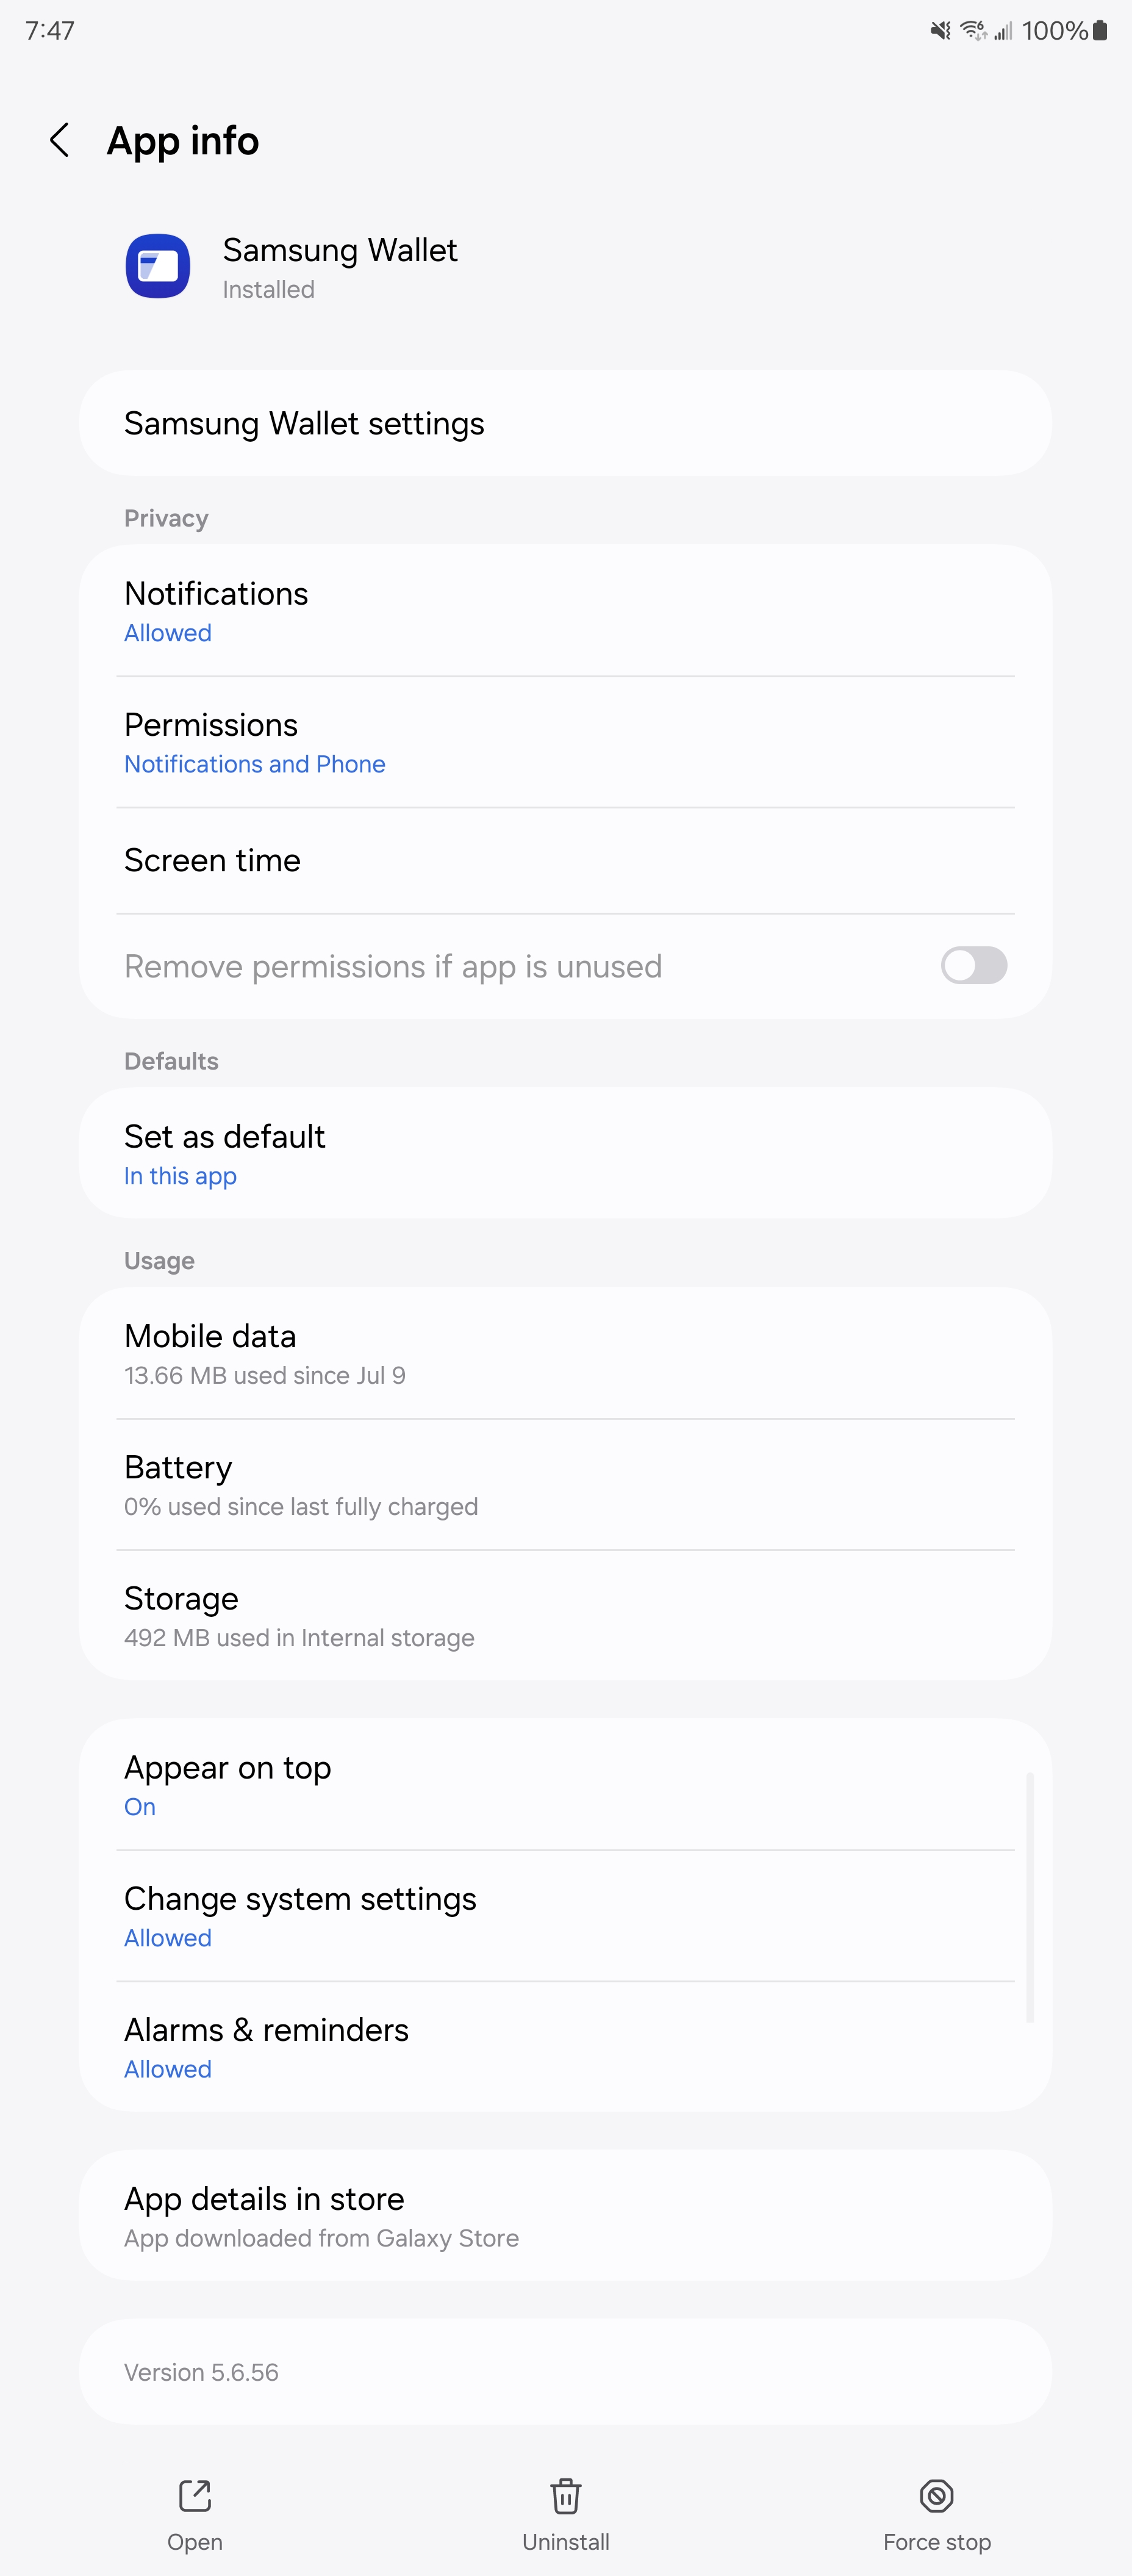 7:47
100%
App info
Samsung Wallet
Installed
Samsung Wallet settings
Privacy
Notifications
Allowed
Permissions
Notifications and Phone
Screen time
Remove permissions if app is unused
Defaults
Set as default
In this app
Usage
Mobile data
13.66 MB used since Jul 9
Battery
0% used since last fully charged
Storage
492 MB used in Internal storage
Appear on top
On
Change system settings
Allowed
Alarms & reminders
Allowed
App details in store
App downloaded from Galaxy Store
Version 5.6.56
Open
Uninstall
Force stop